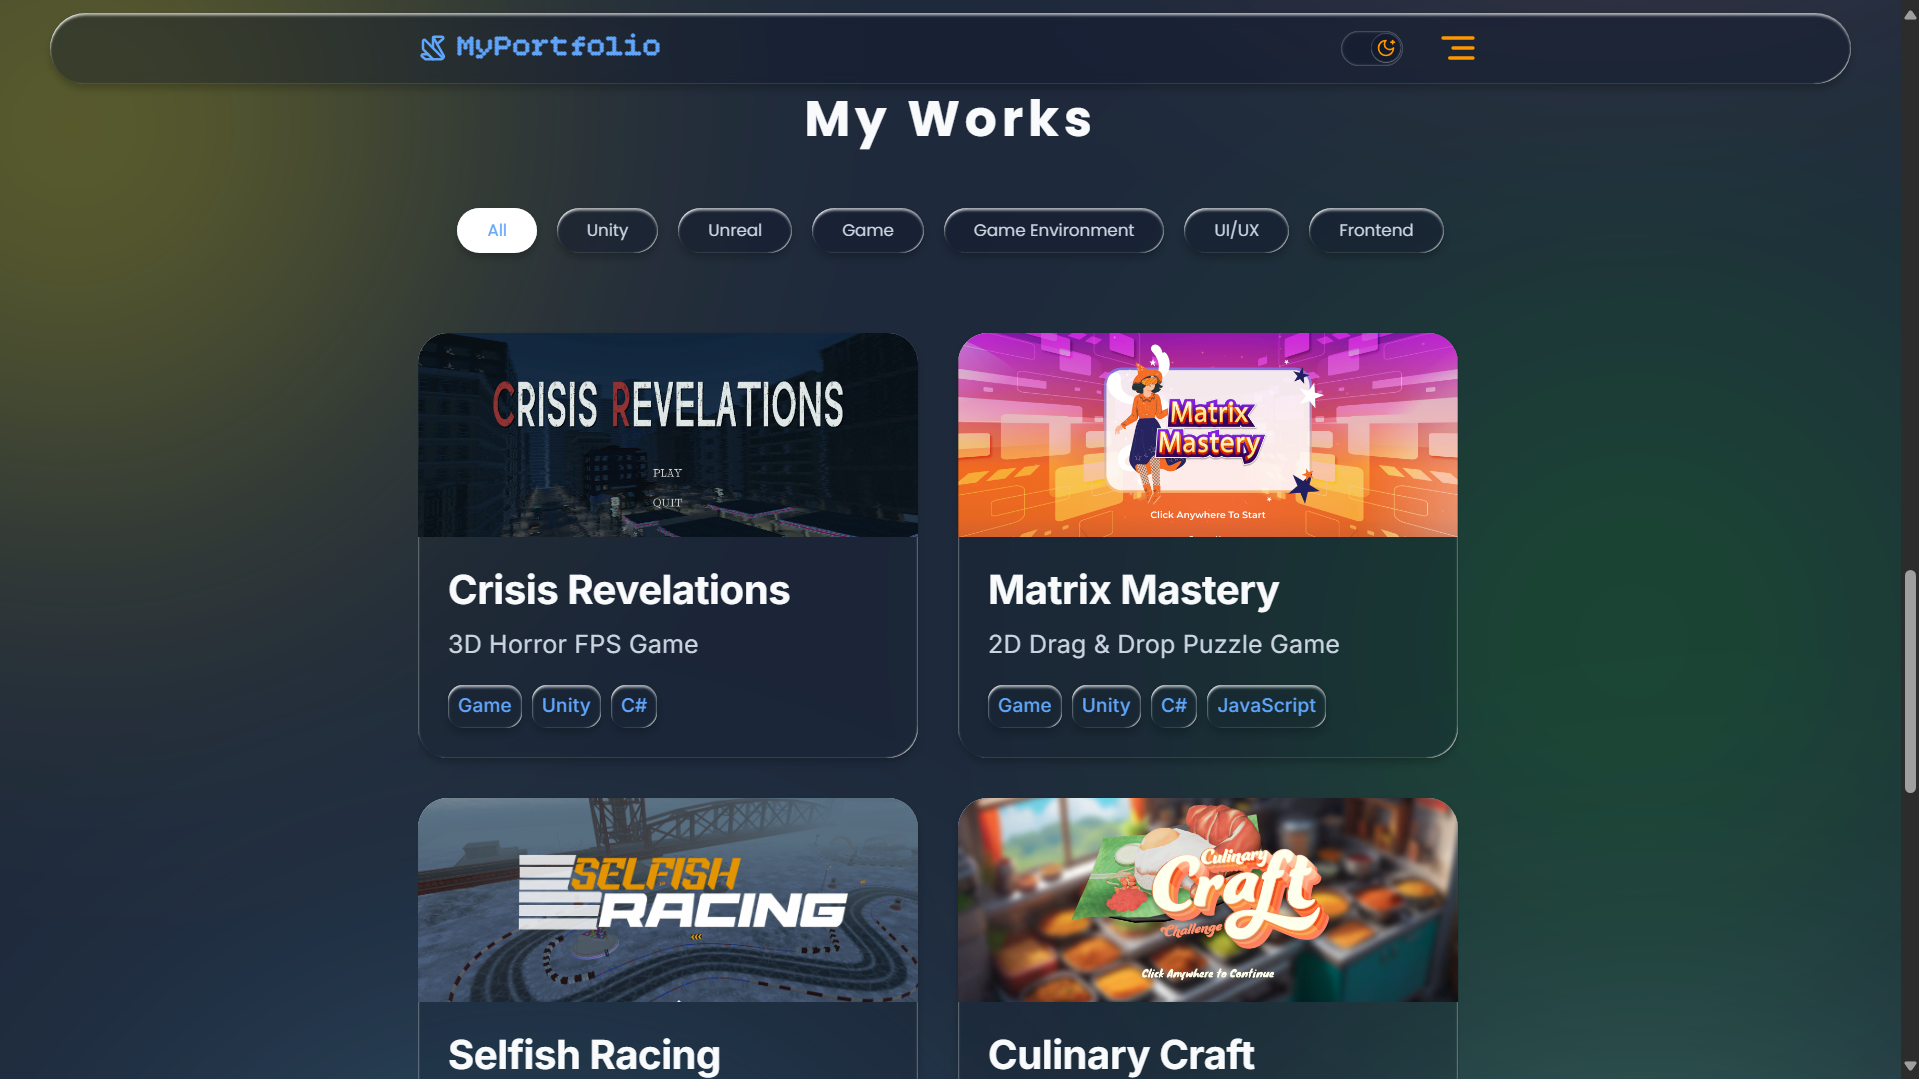 MyPortfolio
My Works
All Unity Unreal Game Game Environment UI/UX Frontend
CRISIS REVELATIONS
PLAY
QUIT
Crisis Revelations
3D Horror FPS Game
Game Unity C#
Matrix
Mastery
Click Anywhere To Start
Matrix Mastery
2D Drag & Drop Puzzle Game
Game Unity C# JavaScript
SELFISH
RACING
Selfish Racing
Culinary
Craft
Challenge
Click Anywhere to Continue
Culinary Craft